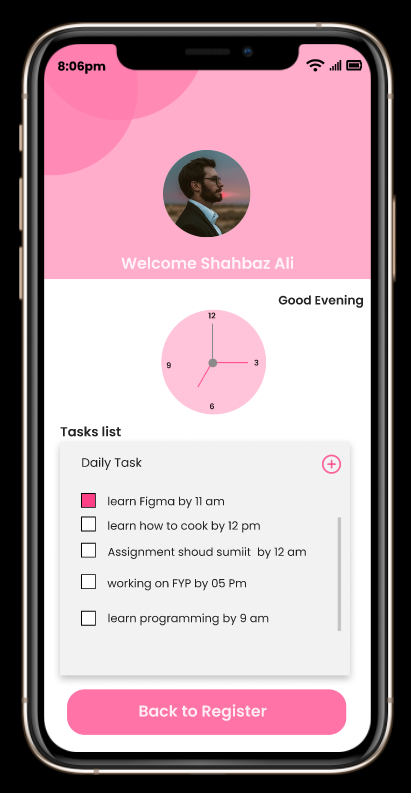 8:06pm
Welcome Shahbaz Ali
Good Evening
12
9
3
6
Tasks list
Daily Task
learn Figma by 11 am
learn how to cook by 12 pm
Assignment shoud sumiit by 12 am
working on FYP by 05 Pm
learn programming by 9 am
Back to Register